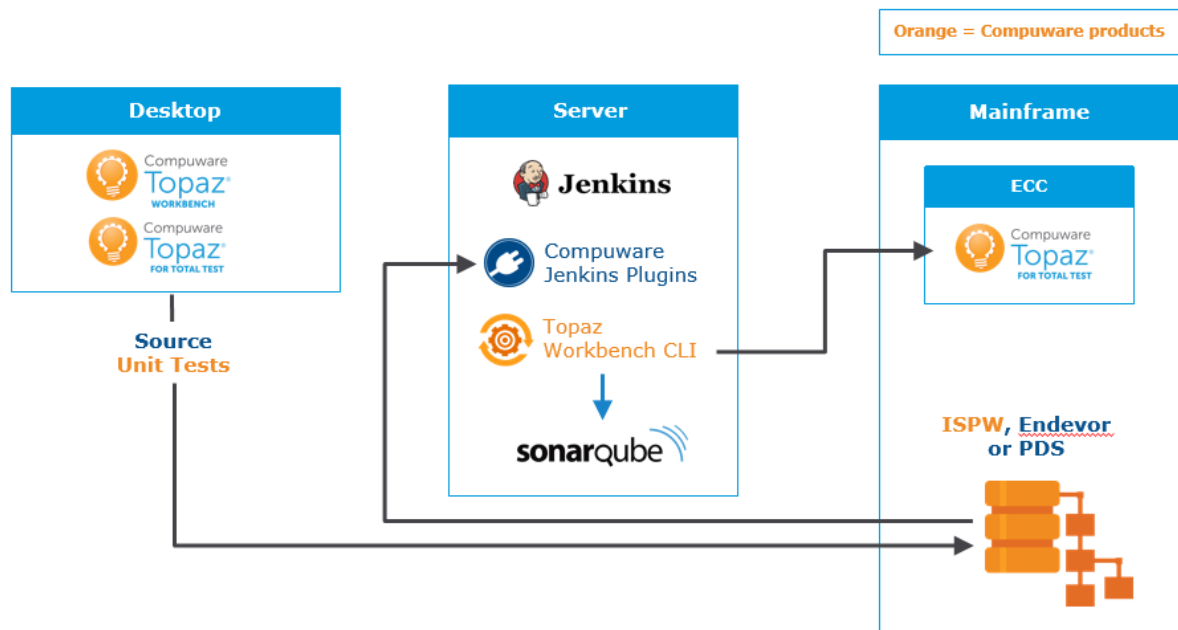 Orange = Compuware products
Desktop
Compuware
Topaz®
WORKBENCH
Compuware
Topaz®
FOR TOTAL TEST
Source
Unit Tests
Server
Jenkins
Compuware
Jenkins Plugins
Topaz
Workbench CLI
sonarqube
Mainframe
ECC
Compuware
Topaz®
FOR TOTAL TEST
ISPW, Endevor
or PDS